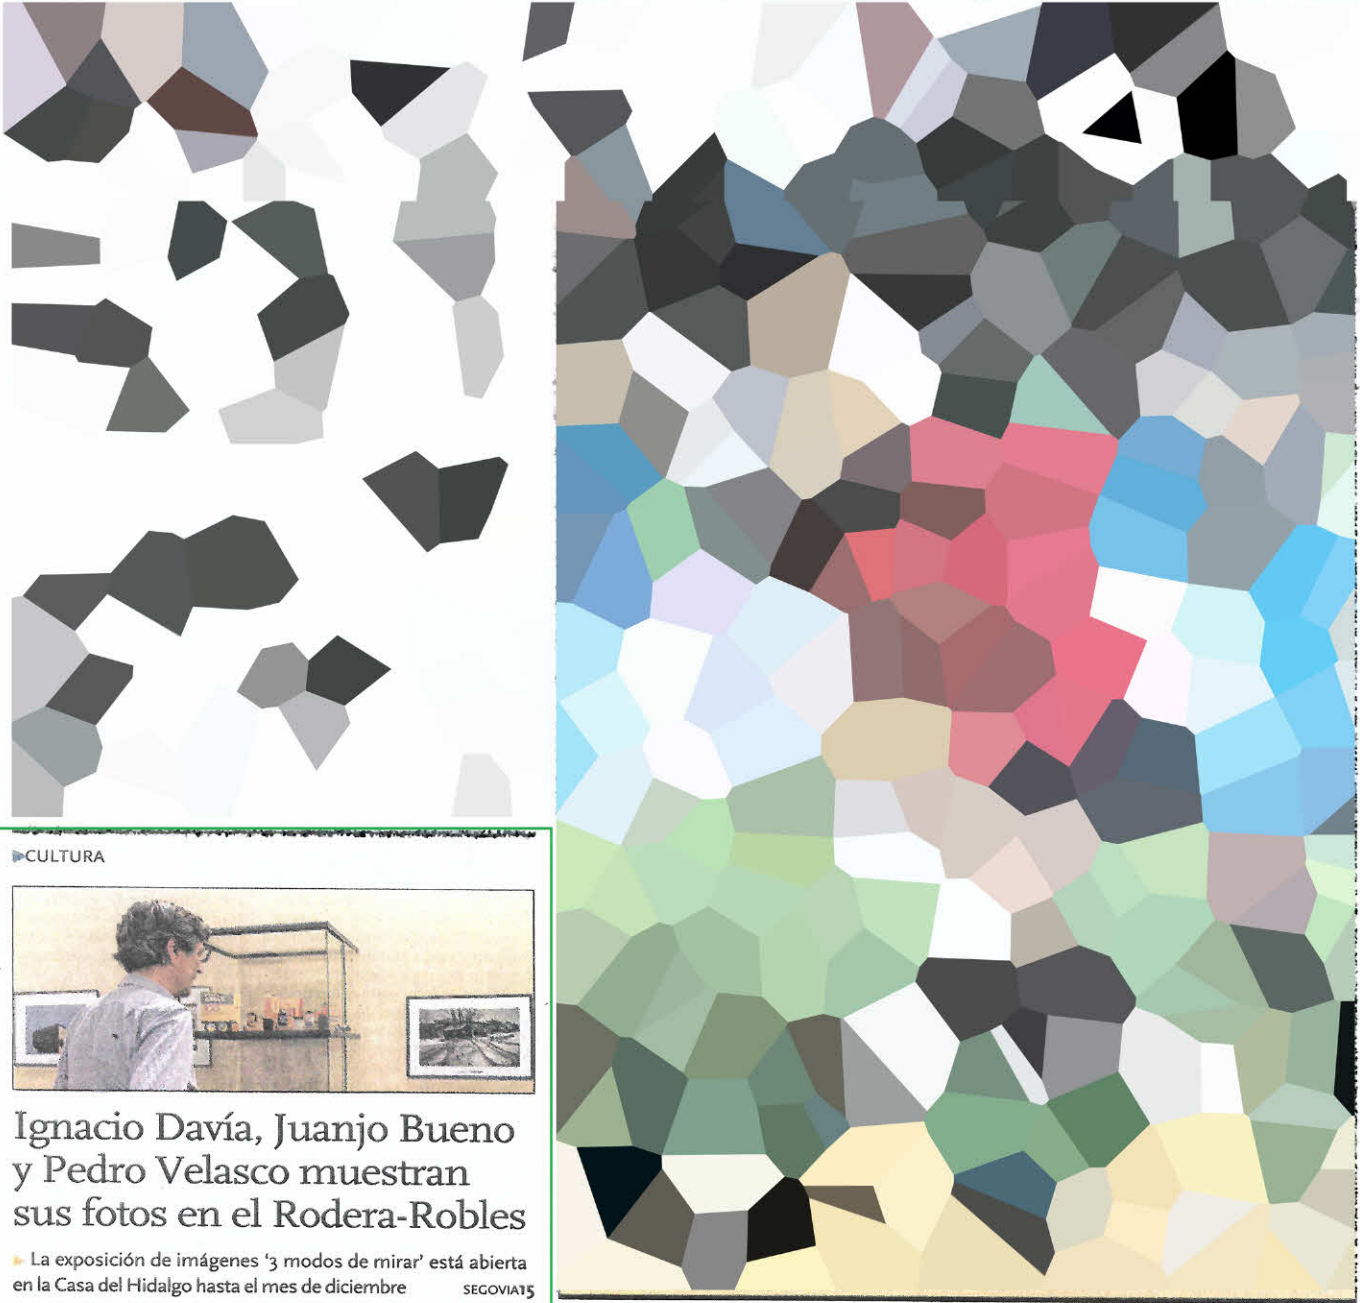 CULTURA
Ignacio Davía, Juanjo Bueno
y Pedro Velasco muestran
sus fotos en el Rodera-Robles
La exposición de imágenes ‘3 modos de mirar’ está abierta
en la Casa del Hidalgo hasta el mes de diciembre SEGOVIA15